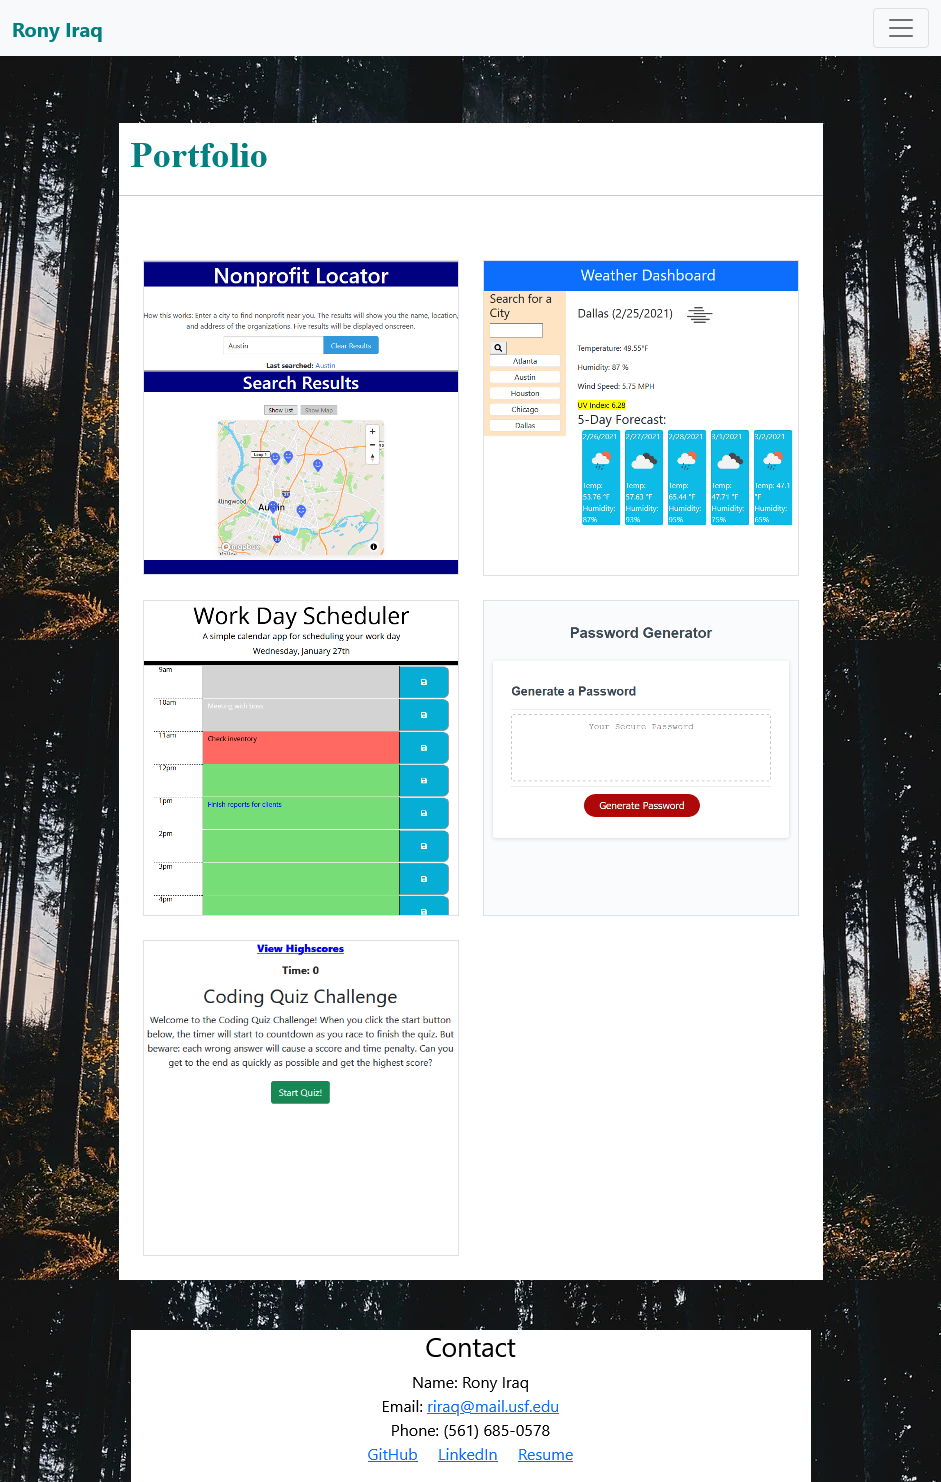 Rony Iraq
Portfolio
Nonprofit Locator
How this works: Enter a city to find nonprofit near you. The results will show you the name, location,
and address of the organizations. Five results will be displayed onscreen.
Austin
Clear Results
Last searched: Austin
Search Results
Show List
Show Map
Loop 1
llingwood
35
Austin
mapbox
Weather Dashboard
Search for a
City
Atlanta
Austin
Houston
Chicago
Dallas
Dallas (2/25/2021)
Temperature: 49.55°F
Humidity: 87 %
Wind Speed: 5.75 MPH
UV Index: 6.28
5-Day Forecast:
2/26/2021
Temp:
53.76 °F
Humidity:
87%
2/27/2021
Temp:
57.63 °F
Humidity:
93%
2/28/2021
Temp:
65.44 °F
Humidity:
95%
3/1/2021
Temp:
47.71 °F
Humidity:
75%
3/2/2021
Temp: 47.1
°F
Humidity:
65%
Work Day Scheduler
A simple calendar app for scheduling your work day
Wednesday, January 27th
9am
10am
Meeting with boss
11am
Check inventory
12pm
1pm
Finish reports for clients
2pm
3pm
4pm
Password Generator
Generate a Password
Your Secure Password
Generate Password
View Highscores
Time: 0
Coding Quiz Challenge
Welcome to the Coding Quiz Challenge! When you click the start button
below, the timer will start to countdown as you race to finish the quiz. But
beware: each wrong answer will cause a sccore and time penalty. Can you
get to the end as quickly as possible and get the highest score?
Start Quiz!
Contact
Name: Rony Iraq
Email: riraq@mail.usf.edu
Phone: (561) 685-0578
GitHub LinkedIn Resume